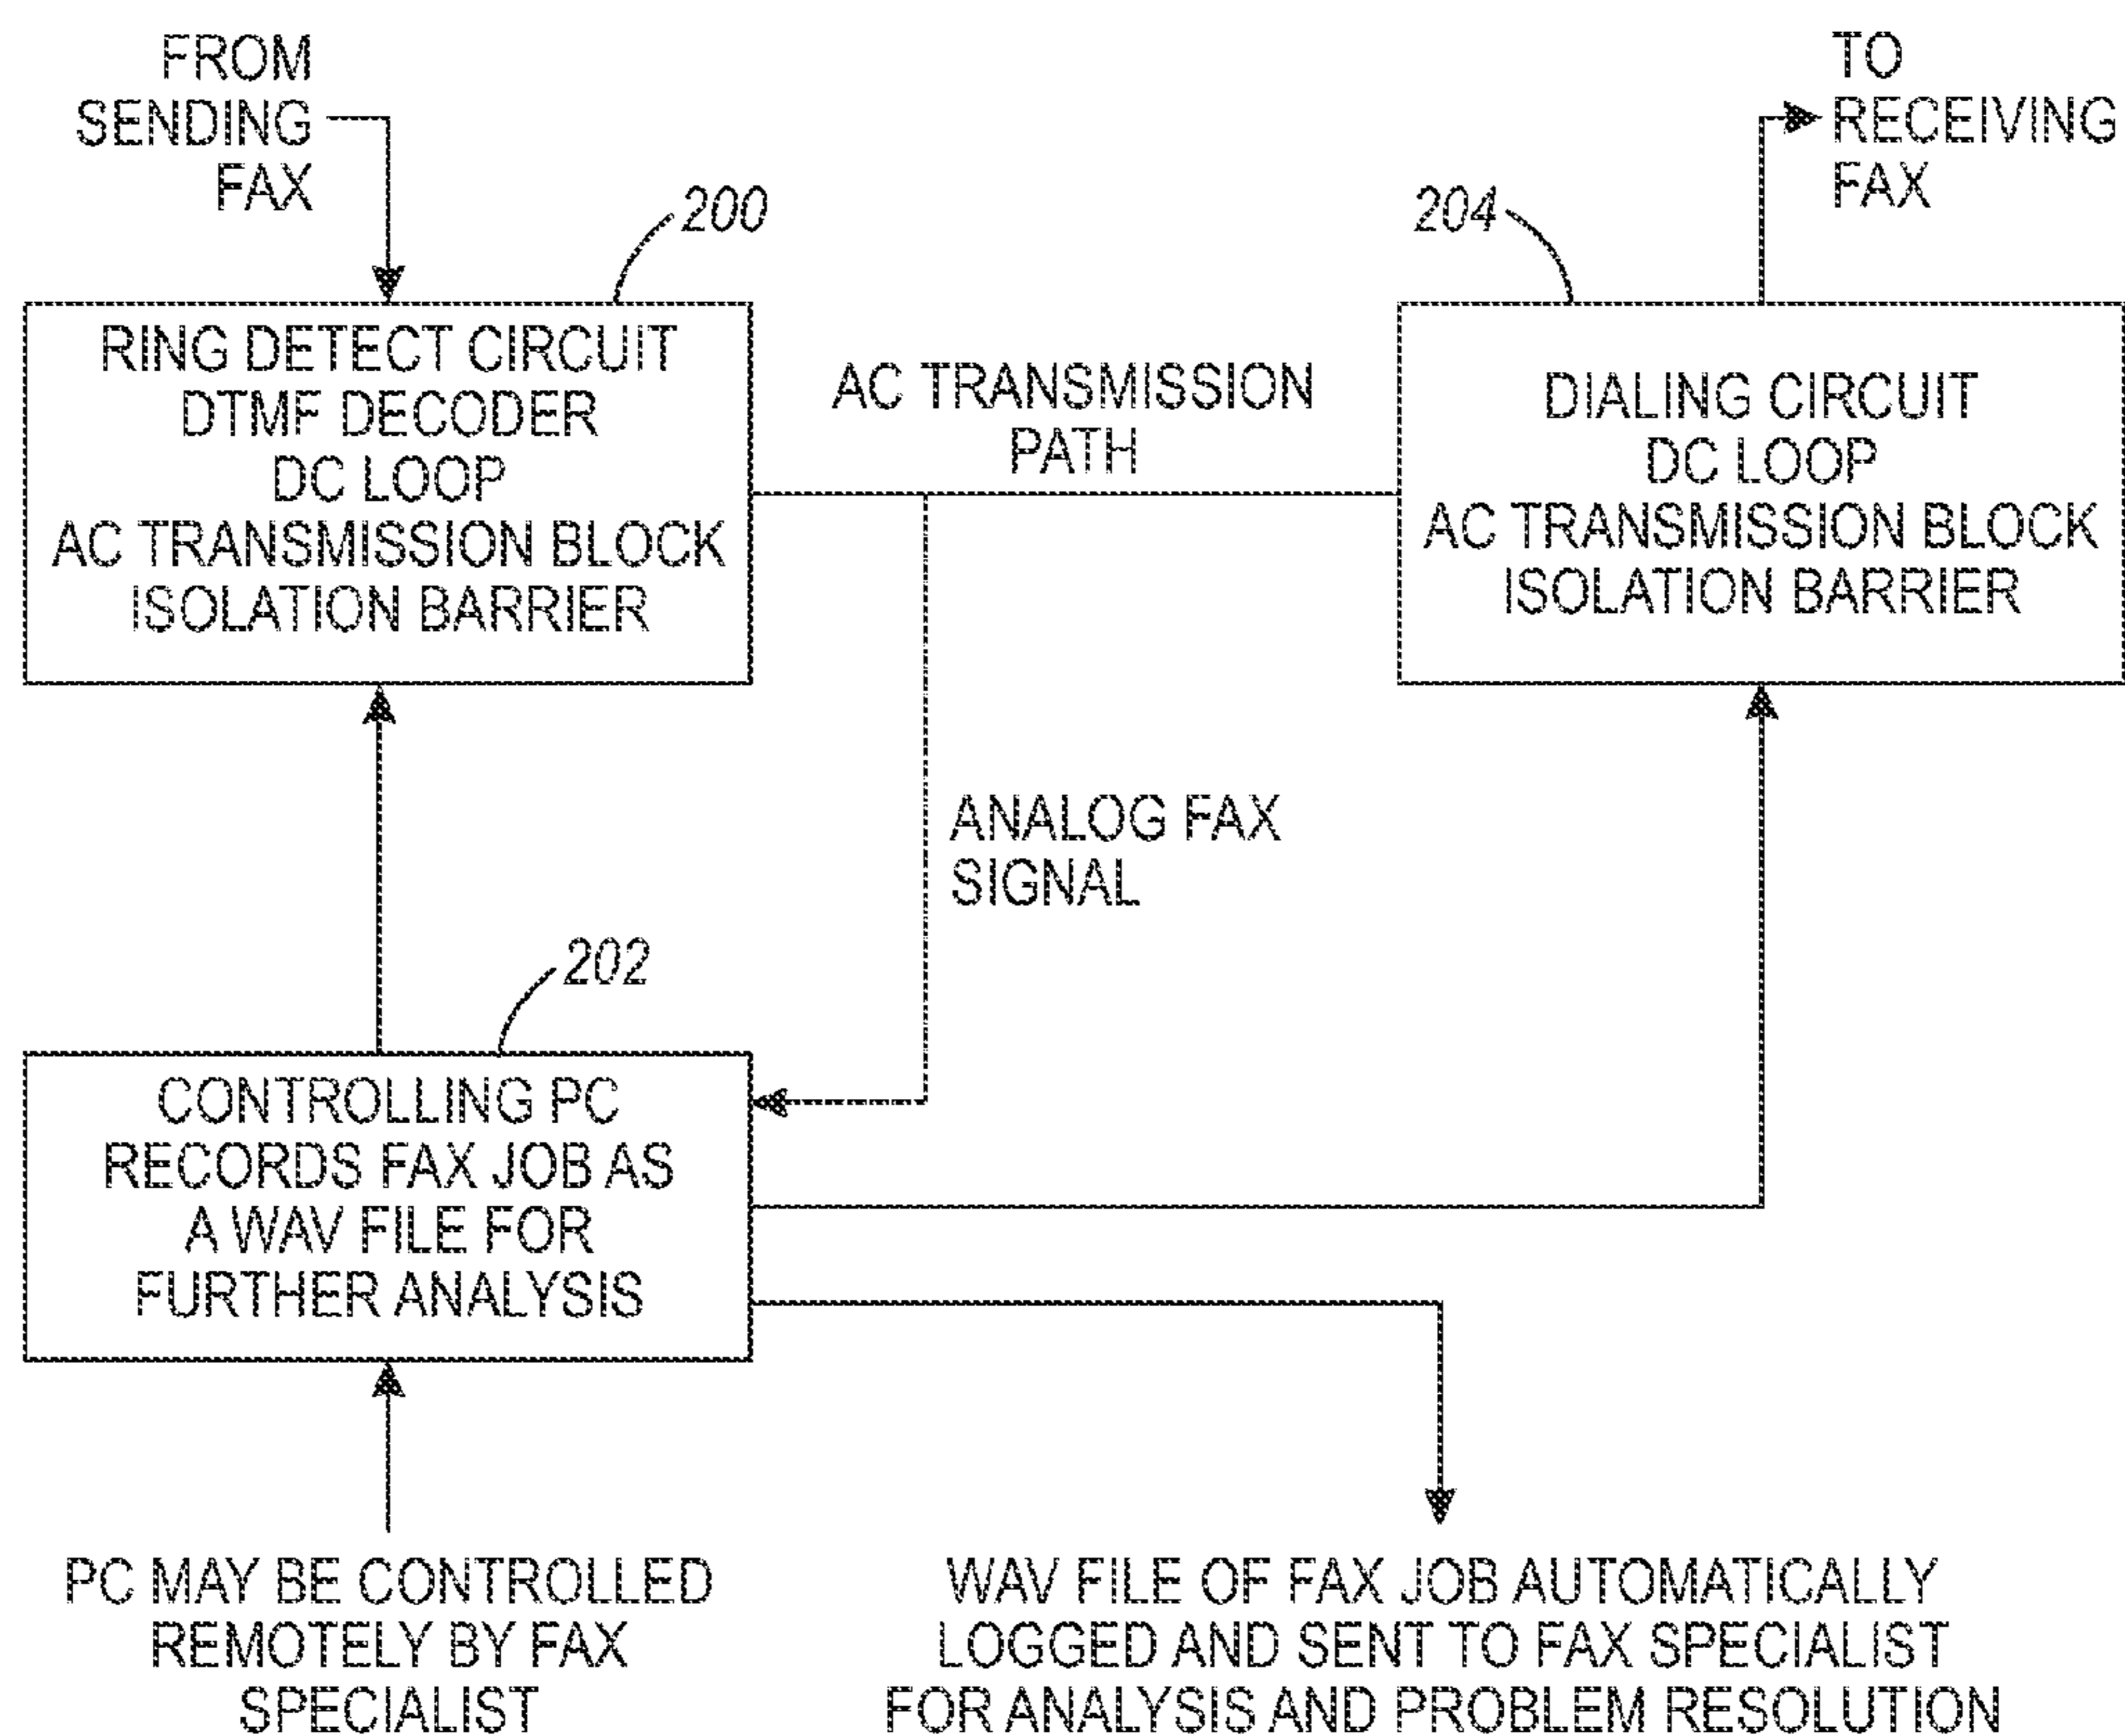 FROM
SENDING
FAX
TO
RECEIVING
FAX
200
204
RING DETECT CIRCUIT
DTMF DECODER
DC LOOP
AC TRANSMISSION BLOCK
ISOLATION BARRIER
AC TRANSMISSION
PATH
DIALING CIRCUIT
DC LOOP
AC TRANSMISSION BLOCK
ISOLATION BARRIER
ANALOG FAX
SIGNAL
202
CONTROLLING PC
RECORDS FAX JOB AS
A WAV FILE FOR
FURTHER ANALYSIS
PC MAY BE CONTROLLED
REMOTELY BY FAX
SPECIALIST
WAV FILE OF FAX JOB AUTOMATICALLY
LOGGED AND SENT TO FAX SPECIALIST
FOR ANALYSIS AND PROBLEM RESOLUTION